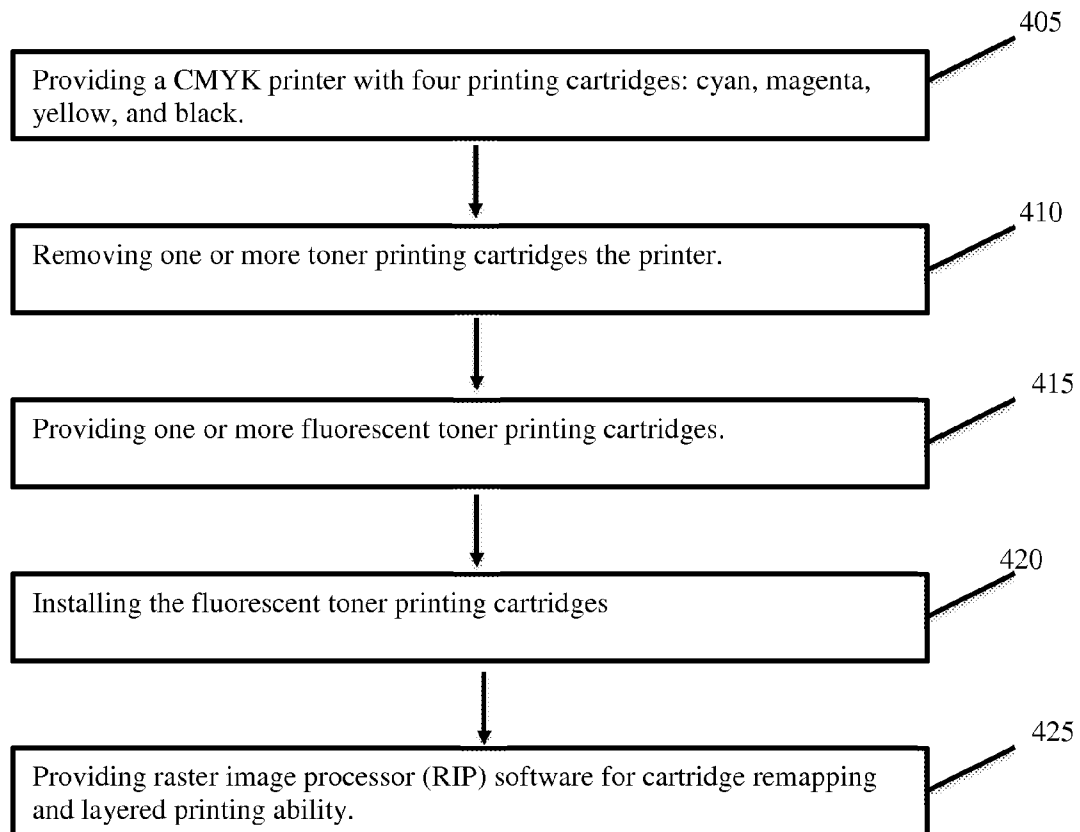 405
Providing a CMYK printer with four printing cartridges: cyan, magenta,
yellow, and black.
410
Removing one or more toner printing cartridges the printer.
415
Providing one or more fluorescent toner printing cartridges.
420
Installing the fluorescent toner printing cartridges
425
Providing raster image processor (RIP) software for cartridge remapping
and layered printing ability.